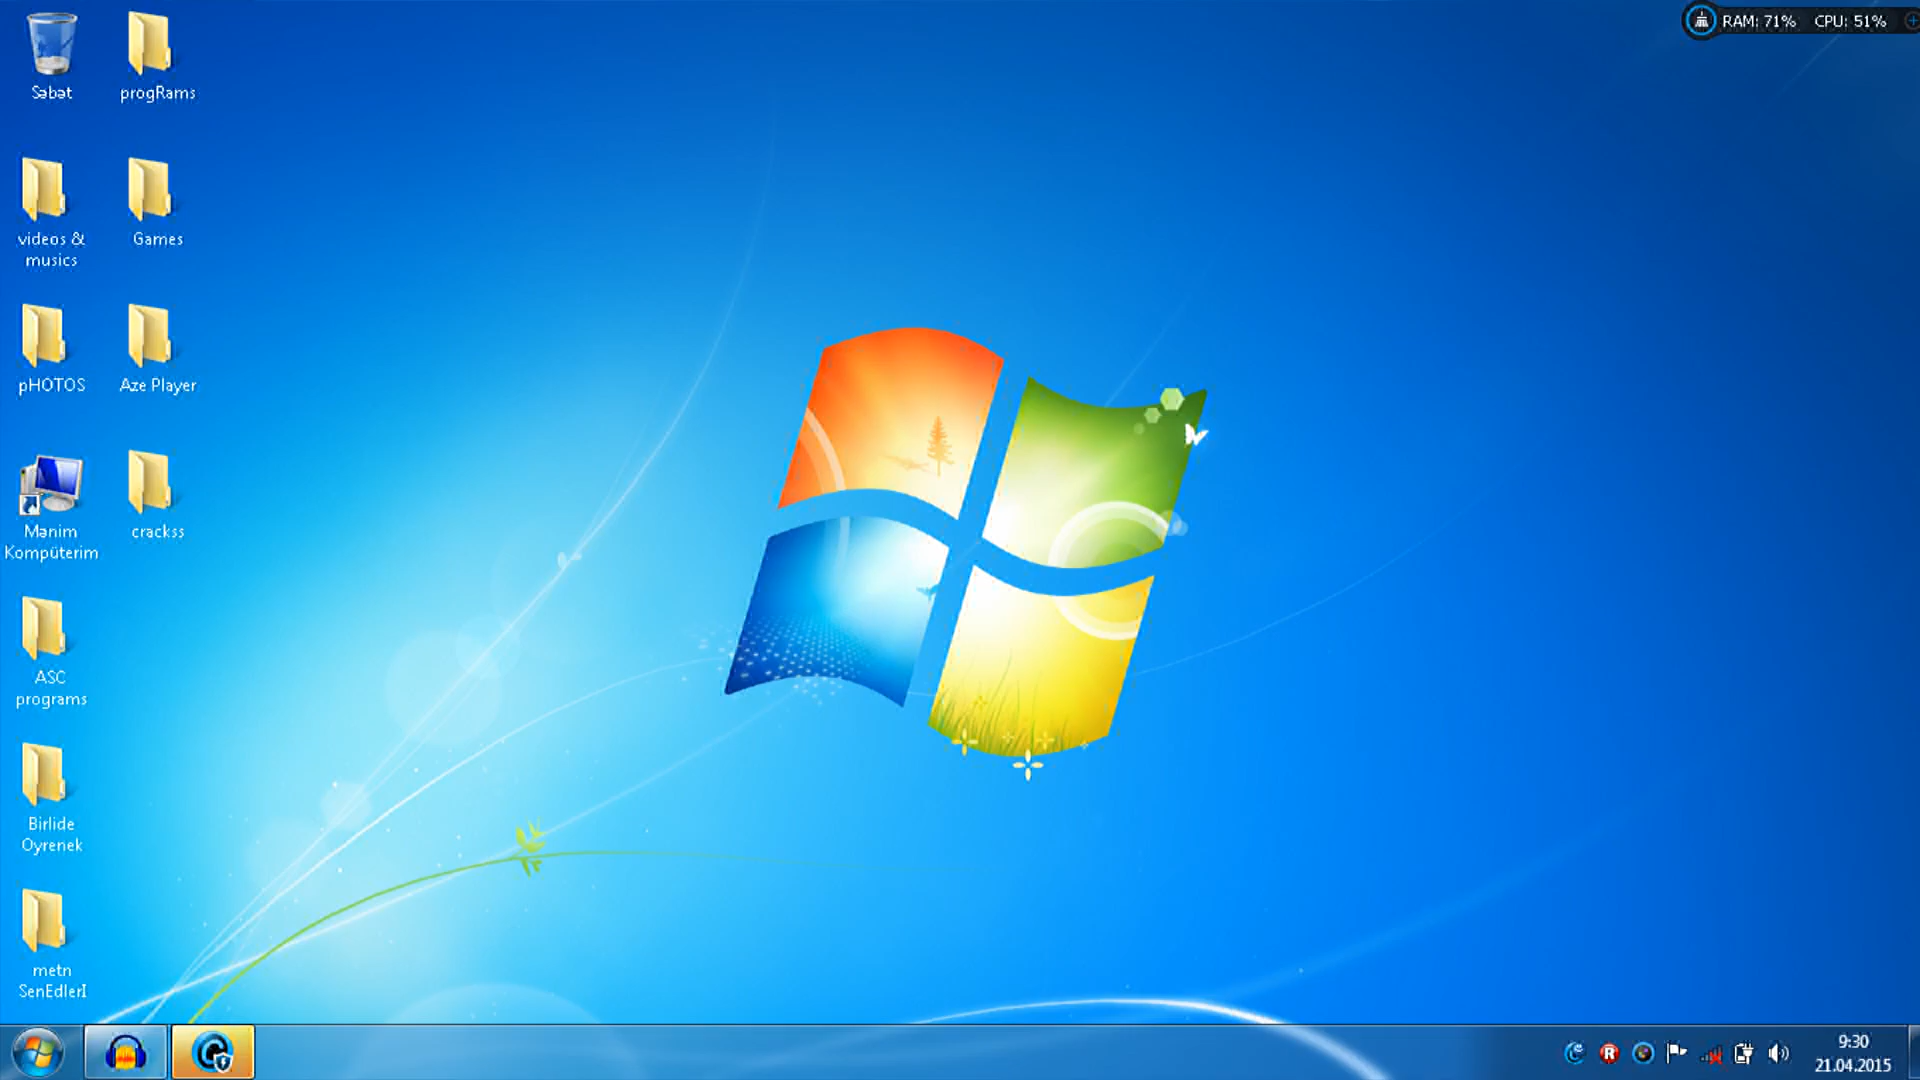 Səbət
progRams
videos &
musics
Games
pHOTOS
Aze Player
Mənim
Kompüterim
crackss
ASC
programs
Birlide
Oyrenek
metn
SenEdlerI
RAM: 71% CPU: 51%
9:30
21.04.2015